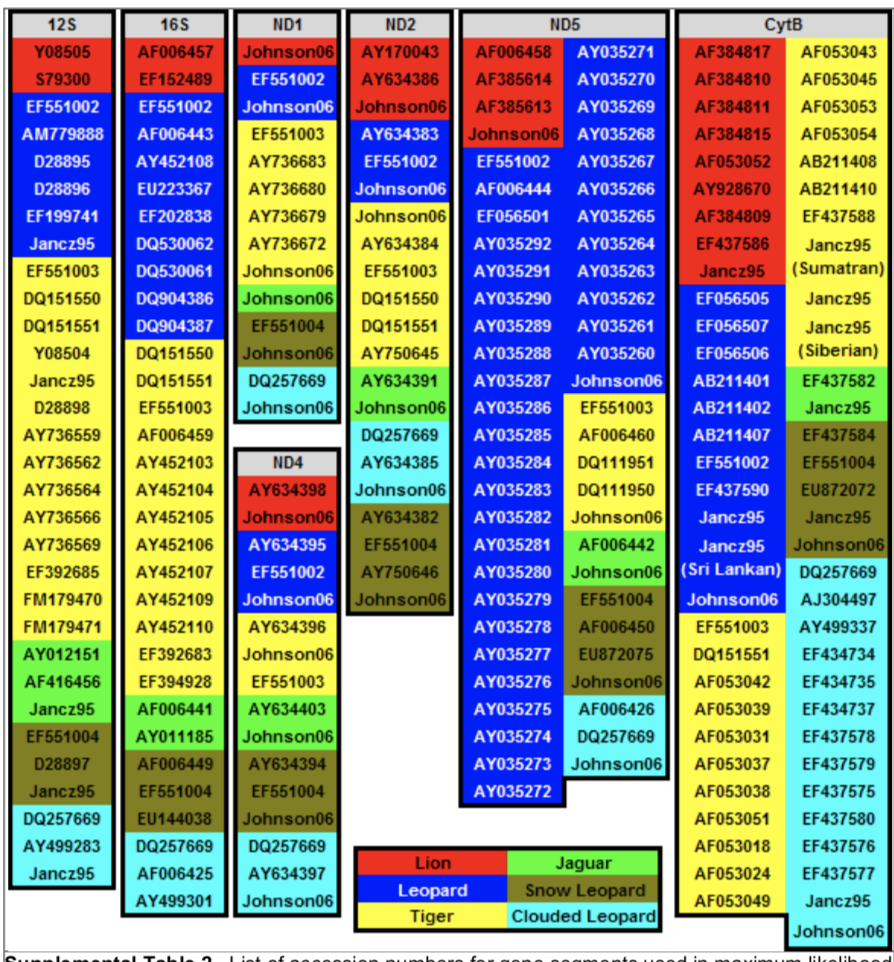 12S
Y08505
S79300
EF551002
AM779888
D28895
D28896
EF199741
Jancz95
EF551003
DQ151550
DQ151551
Y08504
Jancz95
D28898
AY736559
AY736562
AY736564
AY736566
AY736569
EF392685
FM179470
FM179471
AY012151
AF416456
Jancz95
EF551004
D28897
Jancz95
DQ257669
AY499283
Jancz95
16S
AF006457
EF152489
EF551002
AF006443
AY452108
EU223367
EF202838
DQ530062
DQ530061
DQ904386
DQ904387
DQ151550
DQ151551
EF551003
AF006459
AY452103
AY452104
AY452105
AY452106
AY452107
AY452109
AY452110
EF392683
EF394928
AF006441
AY011185
AF006449
EF551004
EU144038
DQ257669
AF006425
AY499301
ND1
Johnson06
EF551002
Johnson06
EF551003
AY736683
AY736680
AY736679
AY736672
Johnson06
Johnson06
EF551004
Johnson06
DQ257669
Johnson06
ND4
AY634398
Johnson06
AY634395
EF551002
Johnson06
AY634396
Johnson06
EF551003
AY634403
Johnson06
AY634394
EF551004
Johnson06
DQ257669
AY634397
Johnson06
ND2
AY170043
AY634386
Johnson06
AY634383
EF551002
Johnson06
Johnson06
AY634384
EF551003
DQ151550
DQ151551
AY750645
AY634391
Johnson06
DQ257669
AY634385
Johnson06
AY634382
EF551004
AY750646
Johnson06
ND5
AF006458
AF385614
AF385613
Johnson06
EF551002
AF006444
EF056501
AY035292
AY035291
AY035290
AY035289
AY035288
AY035287
AY035286
AY035285
AY035284
AY035283
AY035282
AY035281
AY035280
AY035279
AY035278
AY035277
AY035276
AY035275
AY035274
AY035273
AY035272
AY035271
AY035270
AY035269
AY035268
AY035267
AY035266
AY035265
AY035264
AY035263
AY035262
AY035261
AY035260
Johnson06
EF551003
AF006460
DQ111951
DQ111950
Johnson06
AF006442
Johnson06
EF551004
AF006450
EU872075
Johnson06
AF006426
DQ257669
Johnson06
CytB
AF384817
AF384810
AF384811
AF384815
AF053052
AY928670
AF384809
EF437586
Jancz95
EF056505
EF056507
EF056506
AB211401
AB211402
AB211407
EF551002
EF437590
Jancz95
Jancz95
(Sri Lankan)
Johnson06
EF551003
DQ151551
AF053042
AF053039
AF053031
AF053037
AF053038
AF053051
AF053018
AF053024
AF053049
AF053043
AF053045
AF053053
AF053054
AB211408
AB211410
EF437588
Jancz95
(Sumatran)
Jancz95
Jancz95
(Siberian)
EF437582
Jancz95
EF437584
EF551004
EU872072
Jancz95
Johnson06
DQ257669
AJ304497
AY499337
EF434734
EF434735
EF434737
EF437578
EF437579
EF437575
EF437580
EF437576
EF437577
Jancz95
Johnson06
Lion Jaguar
Leopard Snow Leopard
Tiger Clouded Leopard
Supplemental Table List of accession numbers for gene segments used in maximum likelihood